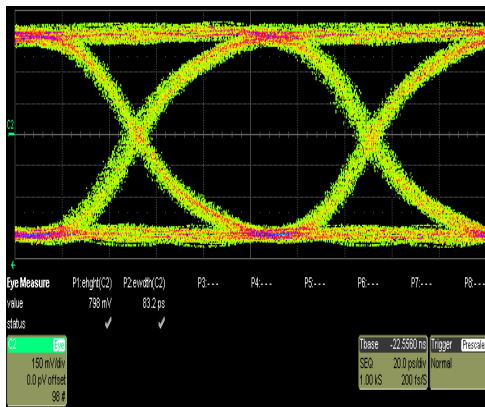 C2
Eye Measure P1:ehght(C2) P2:ewdth(C2) P3:- - - P4:- - - P5:- - - P6:- - - P7:- - - P8:- - -
value 798 mV 83.2 ps
status ✓ ✓
C2 Eye
150 mV/div
0.0 pV offset
98 #
Tbase -22.5560 ns
SEQ 20.0 ps/div
1.00 kS 200 fs/S
Trigger Prescale
Normal